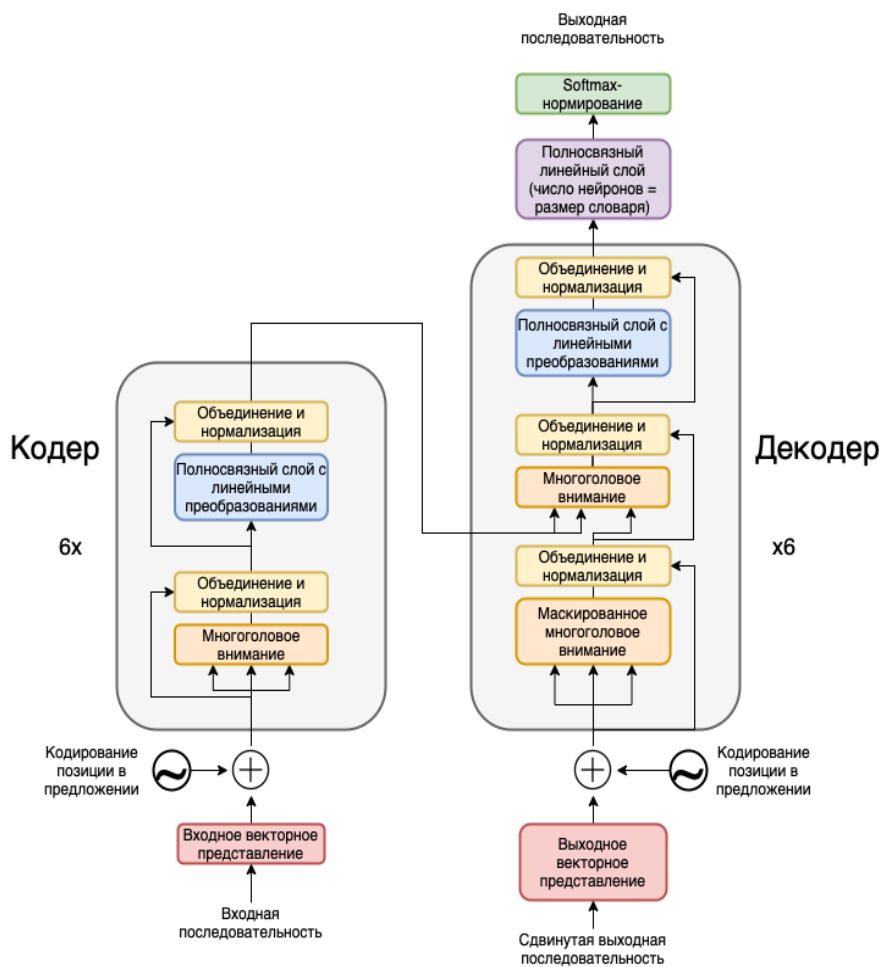 Выходная
последовательность
Softmax-
нормирование
Полносвязный
линейный слой
(число нейронов =
размер словаря)
Объединение и
нормализация
Полносвязный слой с
линейными
преобразованиями
Объединение и
нормализация
Многоголовое
внимание
Объединение и
нормализация
Маскированное
многоголовое
внимание
Декодер
x6
Кодирование
позиции в
предложении
Выходное
векторное
представление
Сдвинутая выходная
последовательность
Кодер
6x
Объединение и
нормализация
Полносвязный слой с
линейными
преобразованиями
Объединение и
нормализация
Многоголовое
внимание
Кодирование
позиции в
предложении
Входное векторное
представление
Входная
последовательность